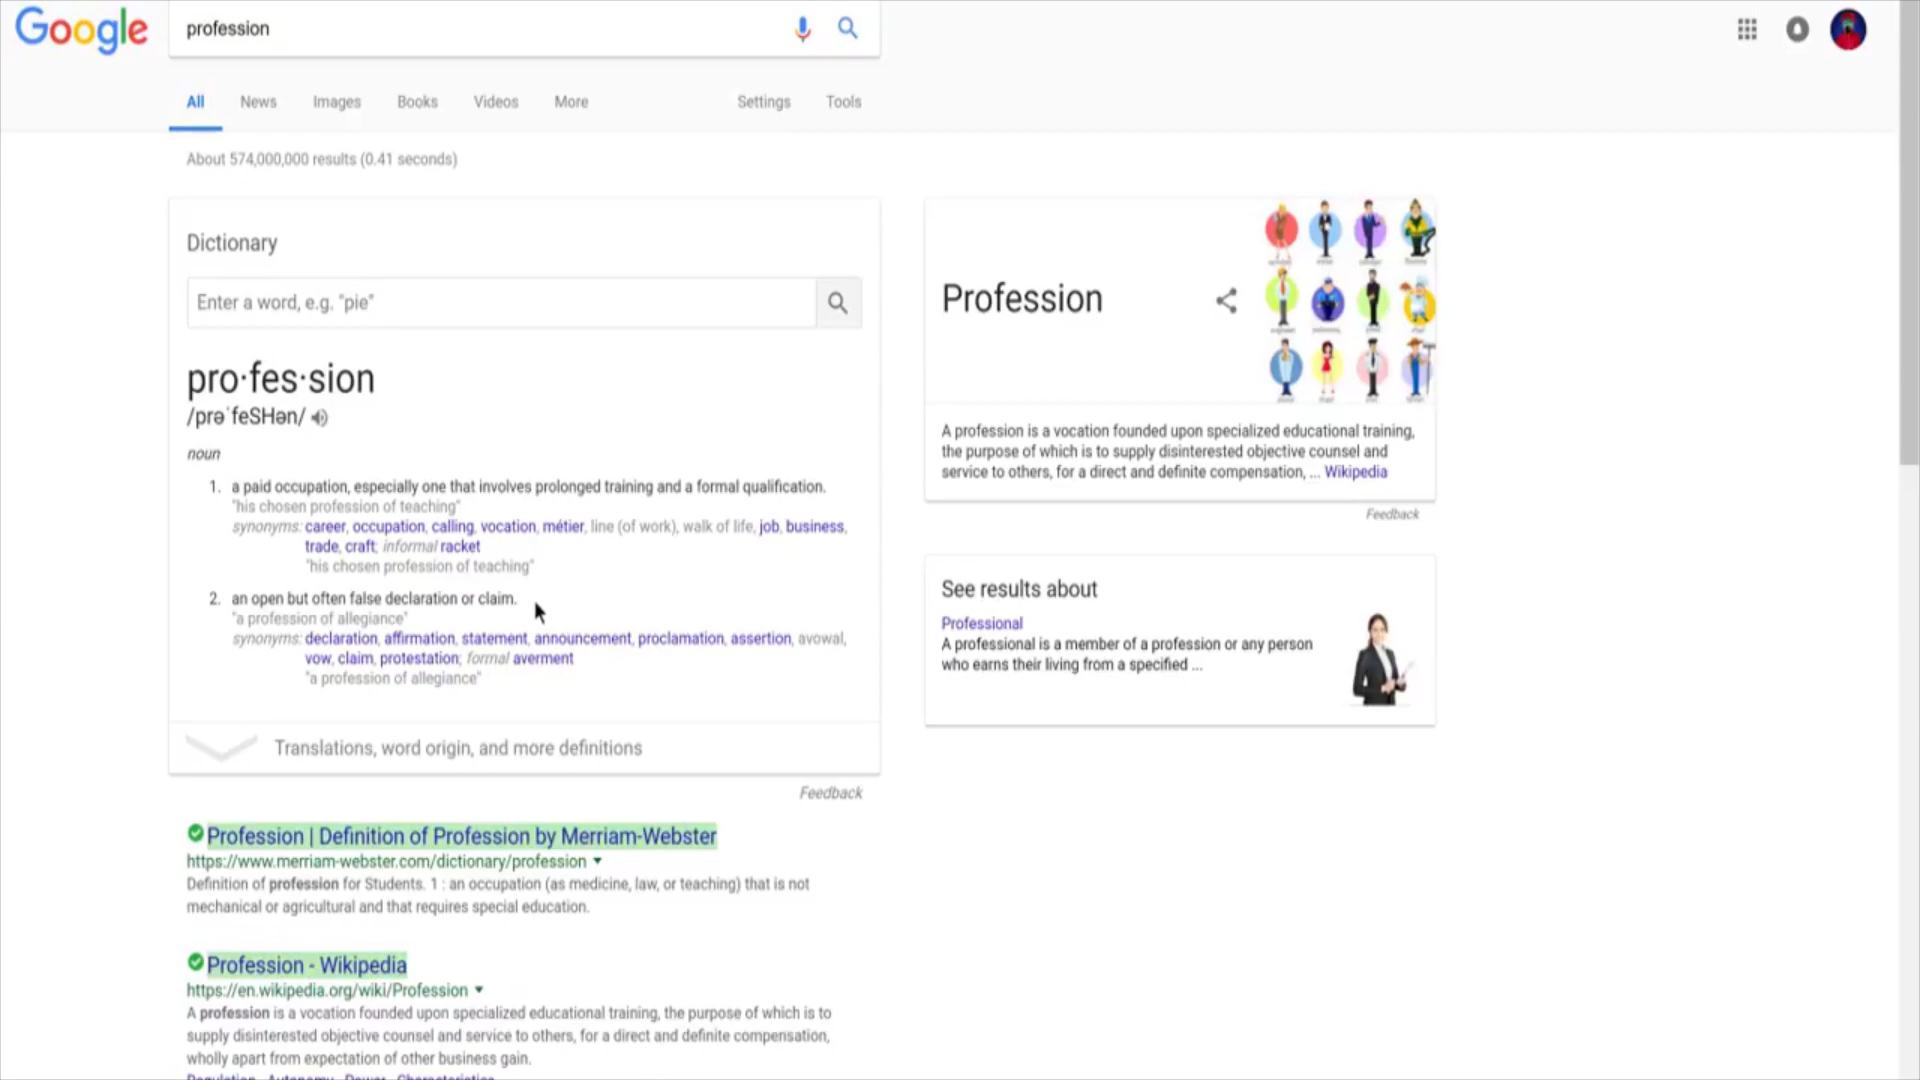 Google
profession
All News Images Books Videos More Settings Tools
About 574,000,000 results (0.41 seconds)
Dictionary
Enter a word, e.g. "pie"
pro·fes·sion
/prəˈfeSHən/
noun
1. a paid occupation, especially one that involves prolonged training and a formal qualification.
"his chosen profession of teaching"
synonyms: career, occupation, calling, vocation, métier, line (of work), walk of life, job, business,
trade, craft; informal racket
"his chosen profession of teaching"
2. an open but often false declaration or claim.
"a profession of allegiance"
synonyms: declaration, affirmation, statement, announcement, proclamation, assertion, avowal,
vow, claim, protestation; formal averment
"a profession of allegiance"
Translations, word origin, and more definitions
Feedback
Profession | Definition of Profession by Merriam-Webster
https://www.merriam-webster.com/dictionary/profession
Definition of profession for Students. 1 : an occupation (as medicine, law, or teaching) that is not
mechanical or agricultural and that requires special education.
Profession - Wikipedia
https://en.wikipedia.org/wiki/Profession
A profession is a vocation founded upon specialized educational training, the purpose of which is to
supply disinterested objective counsel and service to others, for a direct and definite compensation,
wholly apart from expectation of other business gain.
Regulation · Autonomy · Power · Characteristics
Profession
A profession is a vocation founded upon specialized educational training,
the purpose of which is to supply disinterested objective counsel and
service to others, for a direct and definite compensation, ... Wikipedia
Feedback
See results about
Professional
A professional is a member of a profession or any person
who earns their living from a specified ...